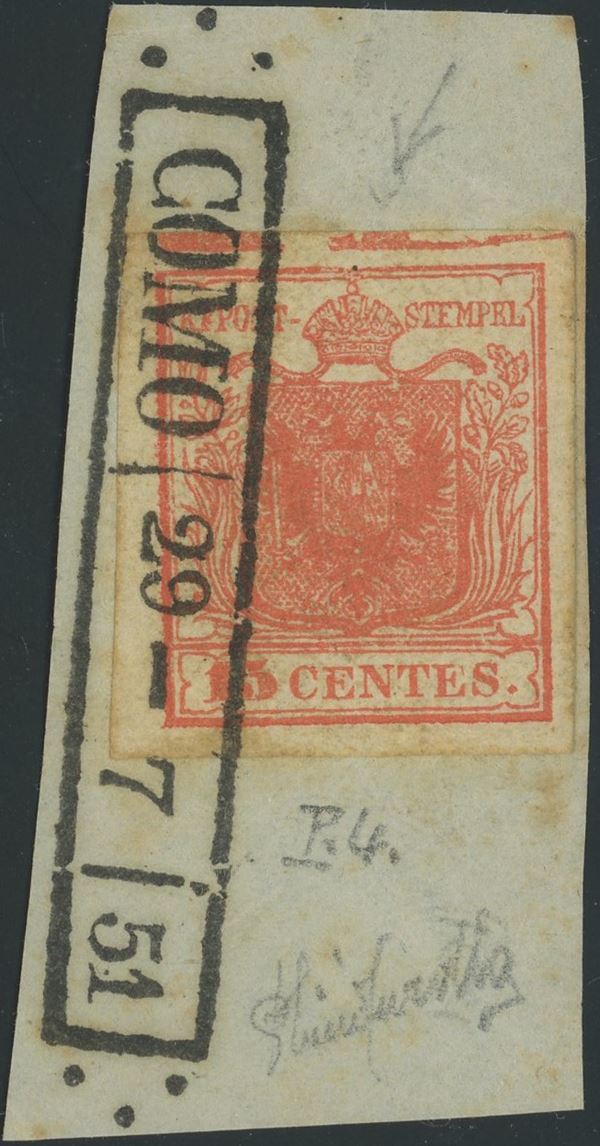 COMO | 29 – 7 | 51
K.K. POST-STEMPEL
15 CENTES.
P. 4.